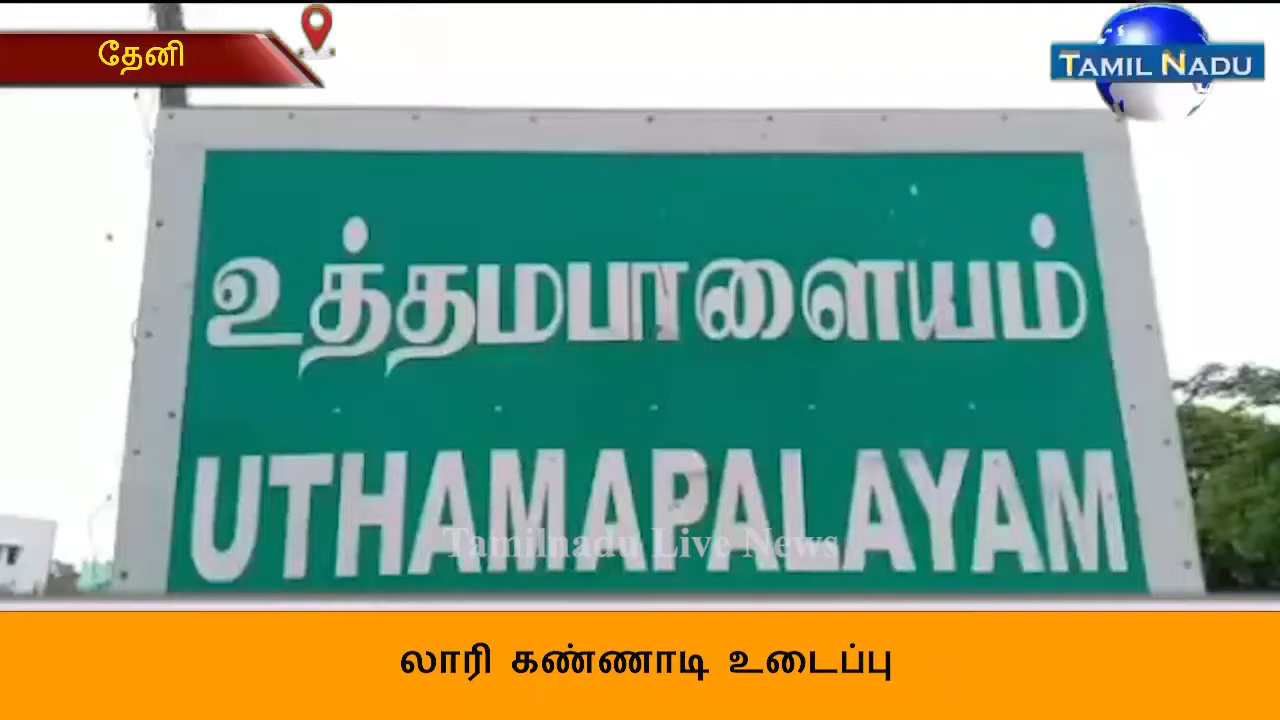 தேனி
TAMIL NADU
உத்தமபாளையம்
UTHAMAPALAYAM
Tamilnadu Live News
லாரி கண்ணாடி உடைப்பு